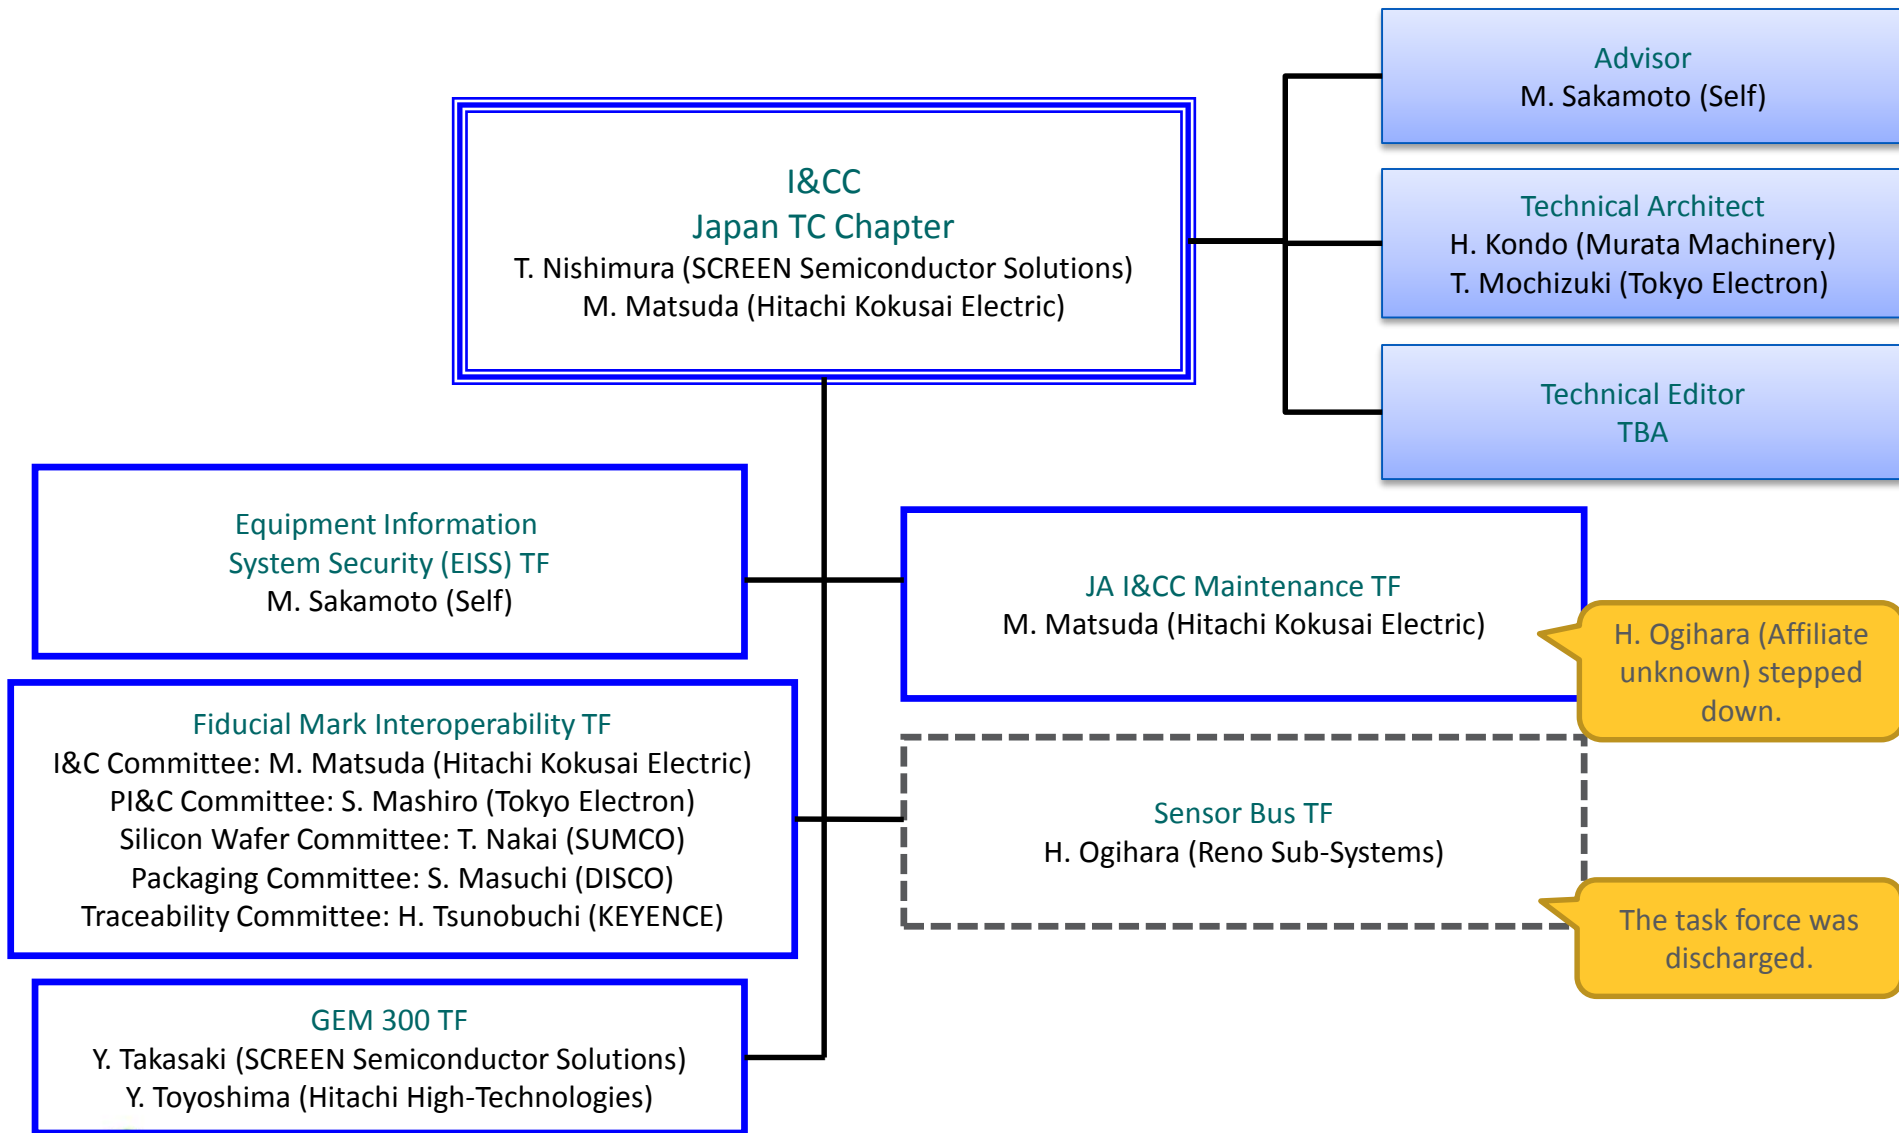 Advisor
M. Sakamoto (Self)
I&CC
Japan TC Chapter
T. Nishimura (SCREEN Semiconductor Solutions)
M. Matsuda (Hitachi Kokusai Electric)
Technical Architect
H. Kondo (Murata Machinery)
T. Mochizuki (Tokyo Electron)
Technical Editor
TBA
Equipment Information
System Security (EISS) TF
M. Sakamoto (Self)
JA I&CC Maintenance TF
M. Matsuda (Hitachi Kokusai Electric)
H. Ogihara (Affiliate
unknown) stepped
down.
Fiducial Mark Interoperability TF
I&C Committee: M. Matsuda (Hitachi Kokusai Electric)
PI&C Committee: S. Mashiro (Tokyo Electron)
Silicon Wafer Committee: T. Nakai (SUMCO)
Packaging Committee: S. Masuchi (DISCO)
Traceability Committee: H. Tsunobuchi (KEYENCE)
Sensor Bus TF
H. Ogihara (Reno Sub-Systems)
The task force was
discharged.
GEM 300 TF
Y. Takasaki (SCREEN Semiconductor Solutions)
Y. Toyoshima (Hitachi High-Technologies)